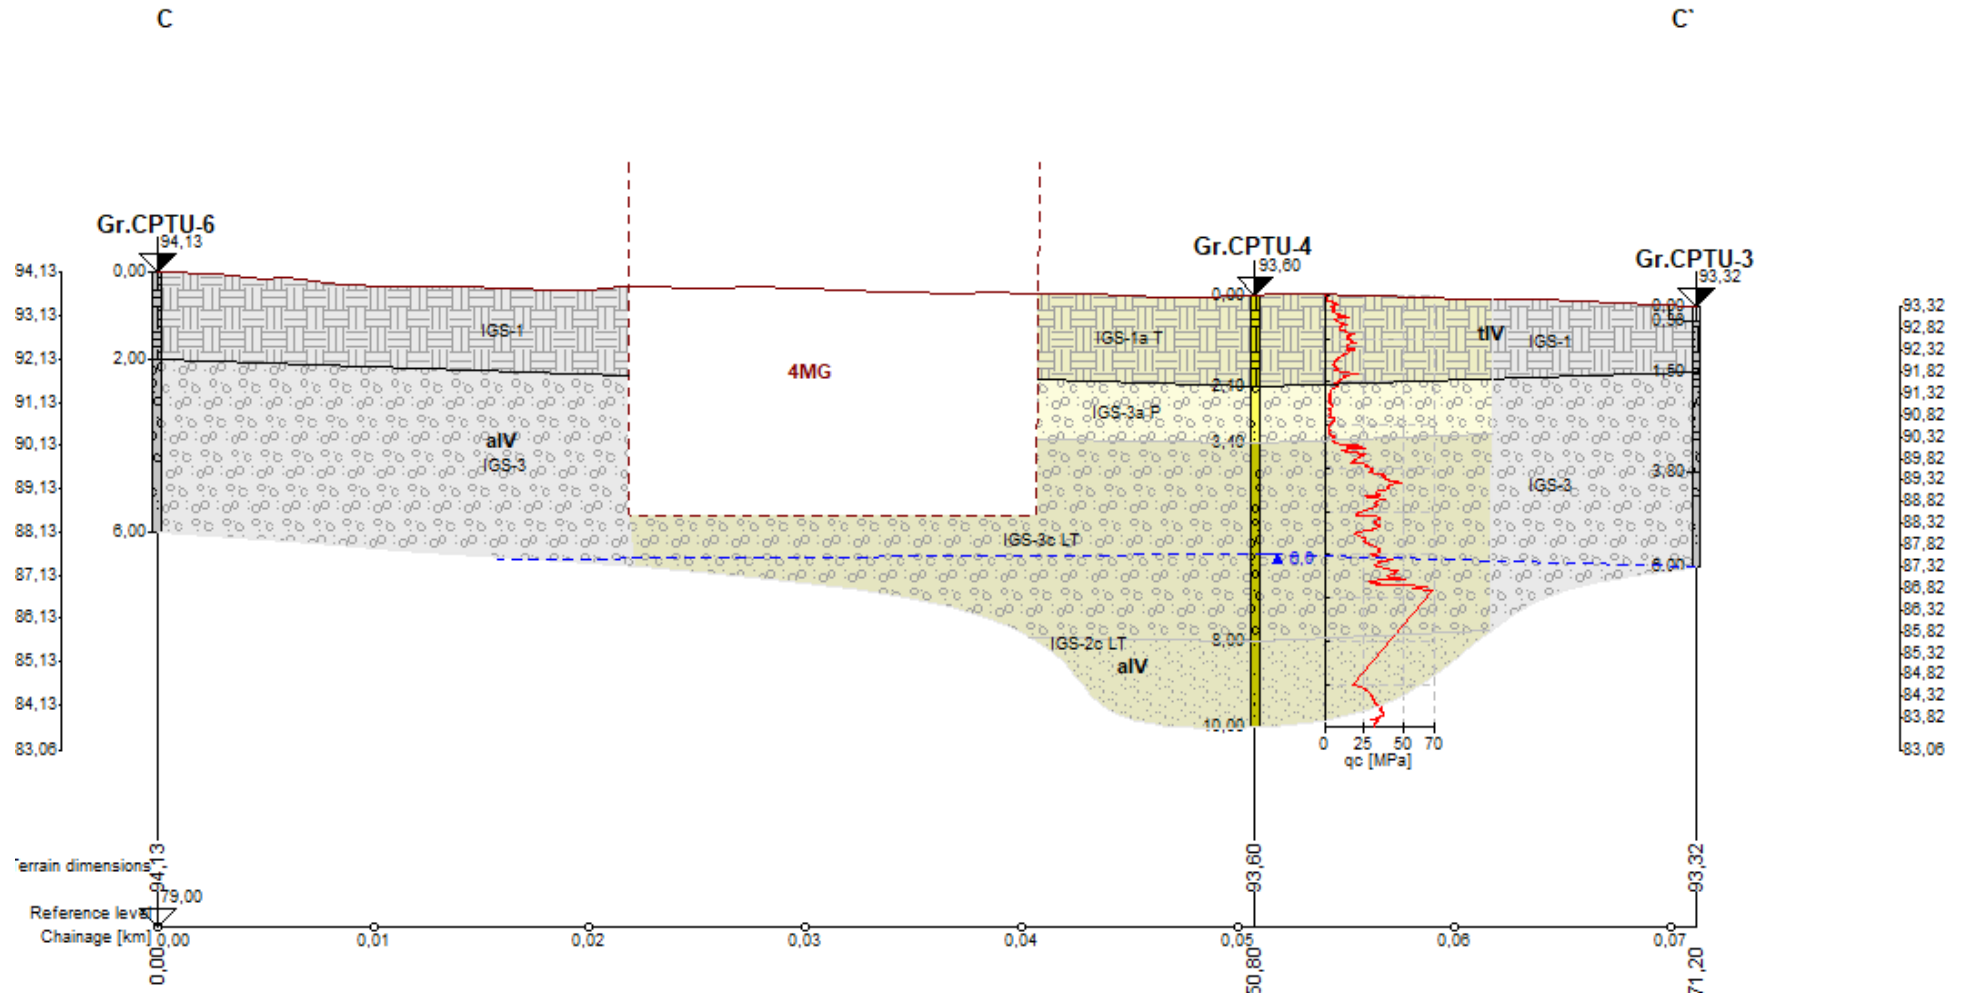 C
C`
Gr.CPTU-6
94,13
Gr.CPTU-4
93,60
Gr.CPTU-3
93,32
94,13
93,13
92,13
91,13
90,13
89,13
88,13
87,13
86,13
85,13
84,13
83,06
0,00
2,00
6,00
IGS-1
aIV
IGS-3
4MG
IGS-1a T
IGS-3a P
IGS-3c LT
IGS-2c LT
aIV
0,00
2,10
3,40
8,00
10,00
6,0
tIV
IGS-1
IGS-3
0,00
1,50
3,80
6,00
0 25 50 70
qc [MPa]
93,32
92,82
92,32
91,82
91,32
90,82
90,32
89,82
89,32
88,82
88,32
87,82
87,32
86,82
86,32
85,82
85,32
84,82
84,32
83,82
83,06
errain dimensions
94,13
93,60
93,32
79,00
Reference level
Chainage [km]
0,00 0,01 0,02 0,03 0,04 0,05 0,06 0,07
0,00
50,80
71,20